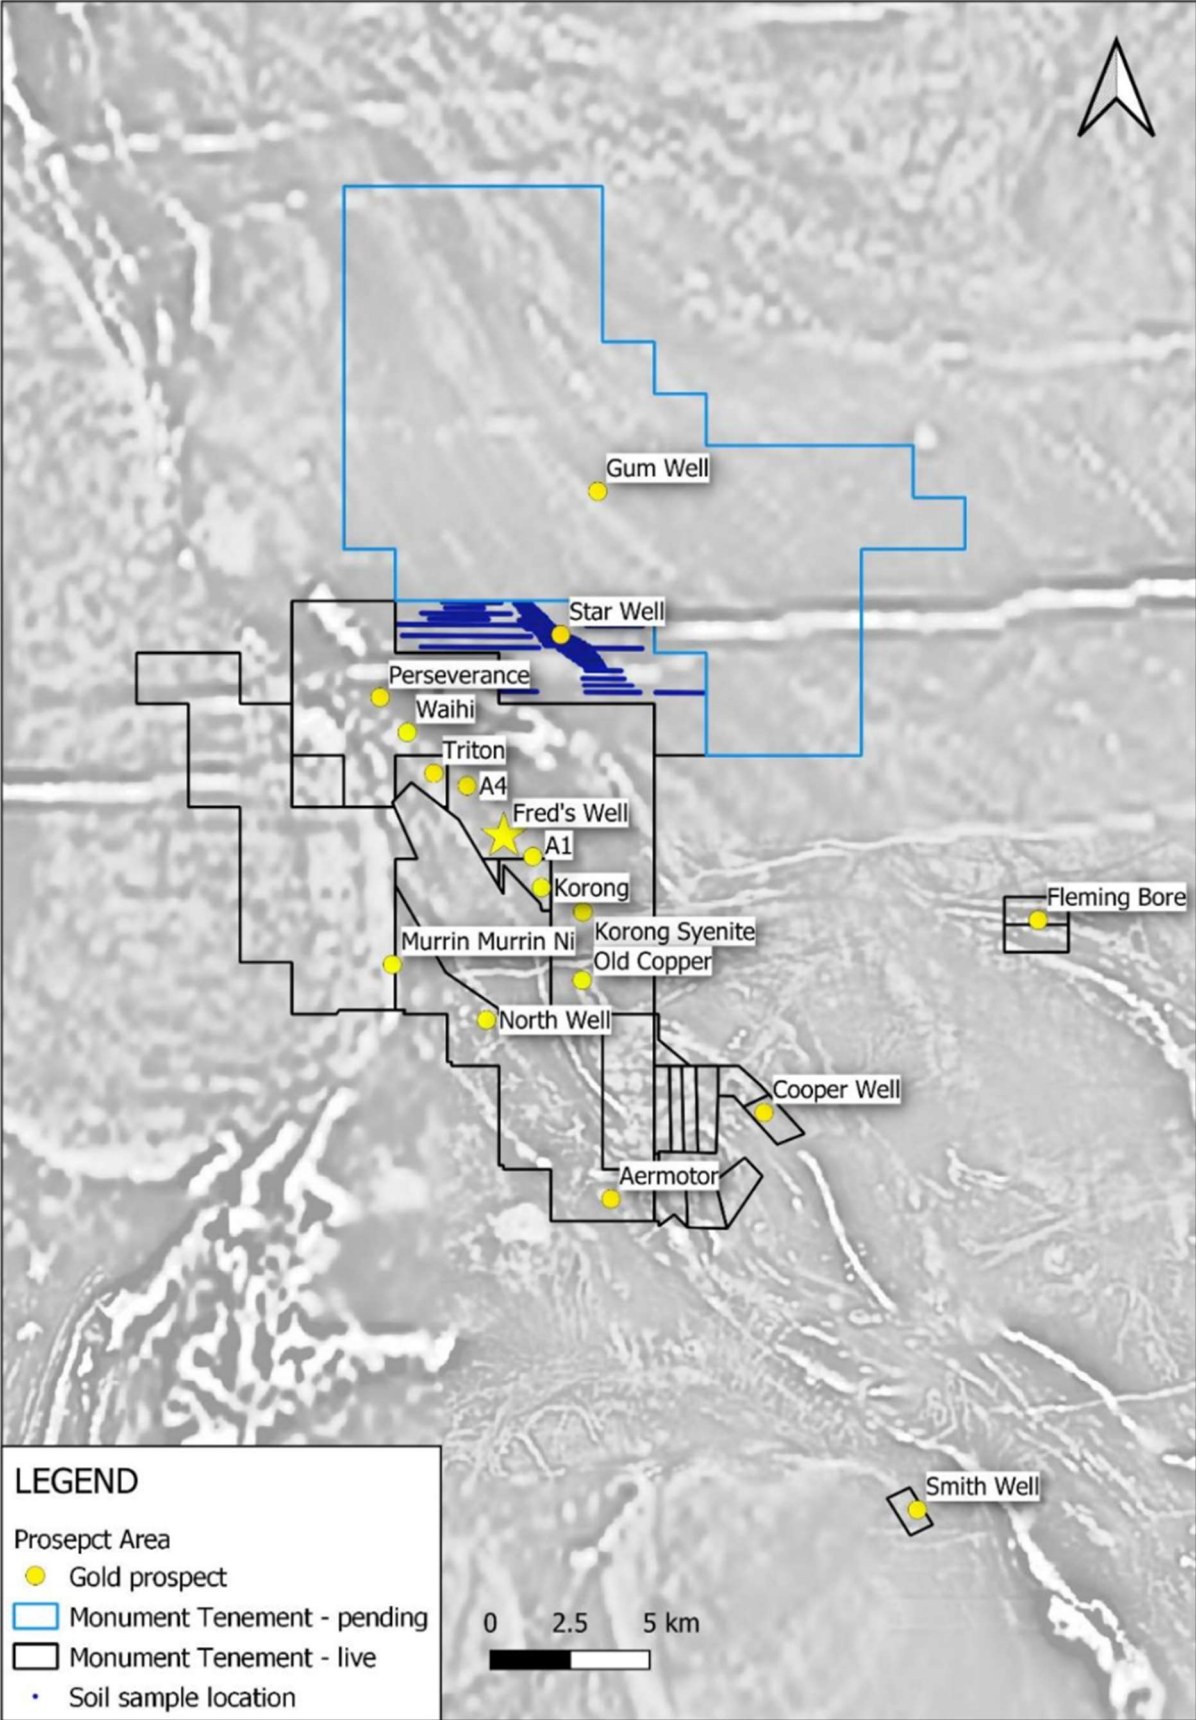 Gum Well
Star Well
Perseverance
Waihi
Triton
A4
Fred's Well
A1
Korong
Fleming Bore
Korong Syenite
Murrin Murrin Ni
Old Copper
North Well
Cooper Well
Aermotor
Smith Well
LEGEND
Prosepct Area
Gold prospect
Monument Tenement - pending
Monument Tenement - live
Soil sample location
0 2.5 5 km